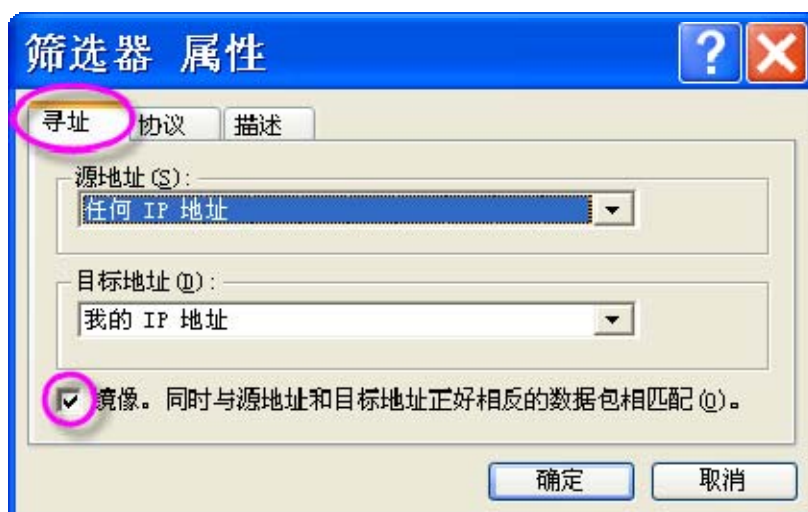 筛选器 属性
寻址 协议 描述
源地址(S):
任何 IP 地址
目标地址(D):
我的 IP 地址
镜像。同时与源地址和目标地址正好相反的数据包相匹配(O)。
确定 取消